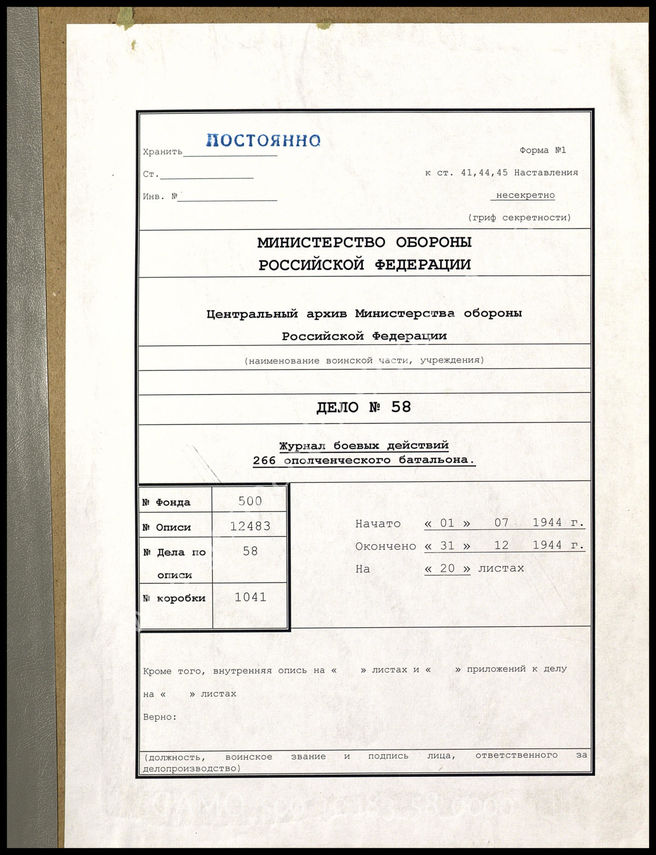 ПОСТОЯННО
Хранить
Форма №1
Ст.
к ст. 41,44,45 Наставления
Инв. №
несекретно
(гриф секретности)
МИНИСТЕРСТВО ОБОРОНЫ
РОССИЙСКОЙ ФЕДЕРАЦИИ
Центральный архив Министерства обороны
Российской Федерации
(наименование воинской части, учреждения)
ДЕЛО № 58
Журнал боевых действий
266 ополченческого батальона.
№ Фонда 500
№ Описи 12483
№ Дела по 58
описи
№ коробки 1041
Начато « 01 » 07 1944 г.
Окончено « 31 » 12 1944 г.
На « 20 » листах
Кроме того, внутренняя опись на « » листах и « » приложений к делу
на « » листах
Верно:
(должность, воинское звание и подпись лица, ответственного за
делопроизводство)